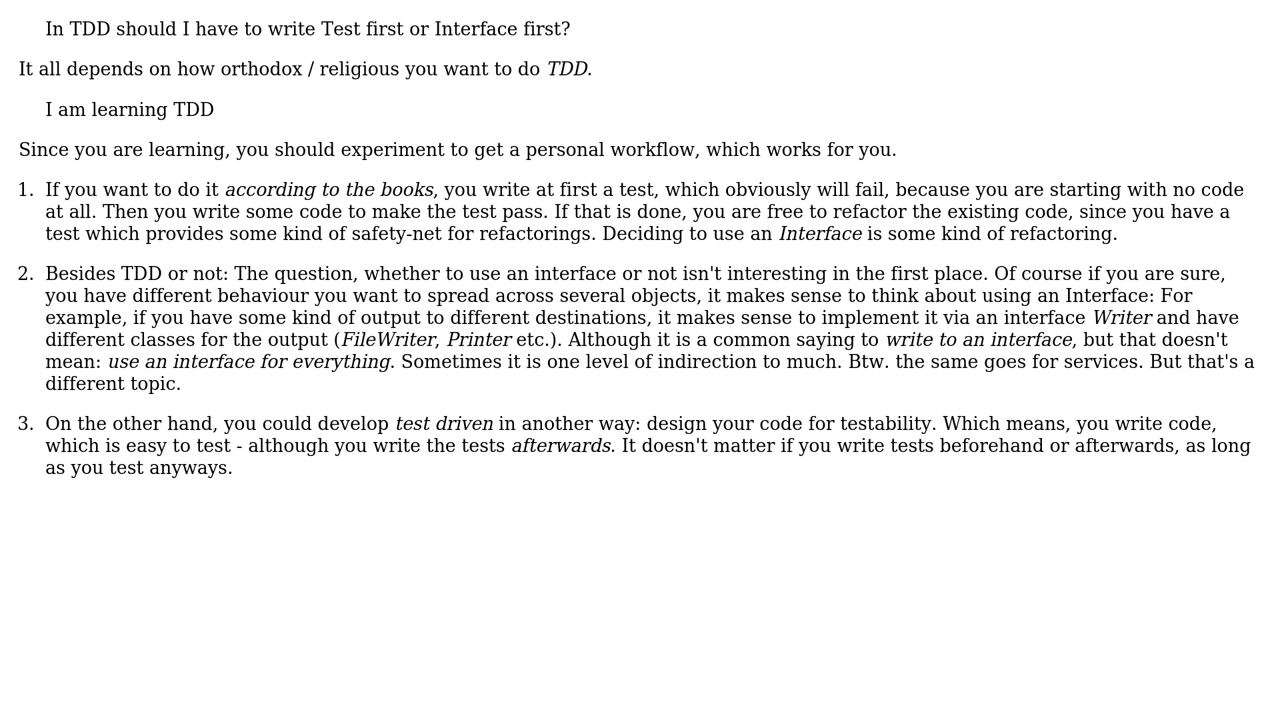 In TDD should I have to write Test first or Interface first?
It all depends on how orthodox / religious you want to do TDD.
I am learning TDD
Since you are learning, you should experiment to get a personal workflow, which works for you.
1. If you want to do it according to the books, you write at first a test, which obviously will fail, because you are starting with no code
at all. Then you write some code to make the test pass. If that is done, you are free to refactor the existing code, since you have a
test which provides some kind of safety-net for refactorings. Deciding to use an Interface is some kind of refactoring.
2. Besides TDD or not: The question, whether to use an interface or not isn't interesting in the first place. Of course if you are sure,
you have different behaviour you want to spread across several objects, it makes sense to think about using an Interface: For
example, if you have some kind of output to different destinations, it makes sense to implement it via an interface Writer and have
different classes for the output (FileWriter, Printer etc.). Although it is a common saying to write to an interface, but that doesn't
mean: use an interface for everything. Sometimes it is one level of indirection to much. Btw. the same goes for services. But that's a
different topic.
3. On the other hand, you could develop test driven in another way: design your code for testability. Which means, you write code,
which is easy to test - although you write the tests afterwards. It doesn't matter if you write tests beforehand or afterwards, as long
as you test anyways.